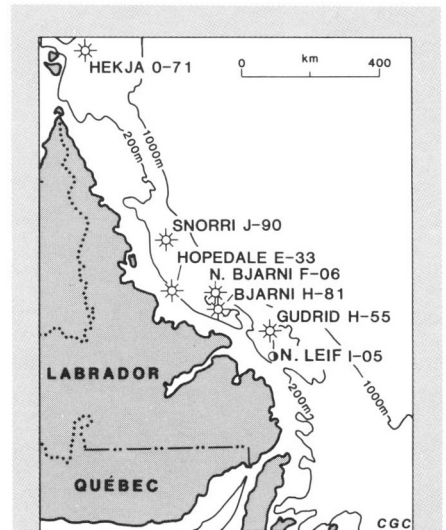 HEKJA O-71
0 km 400
200m
1000m
SNORRI J-90
HOPEDALE E-33
N. BJARNI F-06
BJARNI H-81
GUDRID H-55
N. LEIF I-05
LABRADOR
200m
1000m
QUÉBEC
CGC